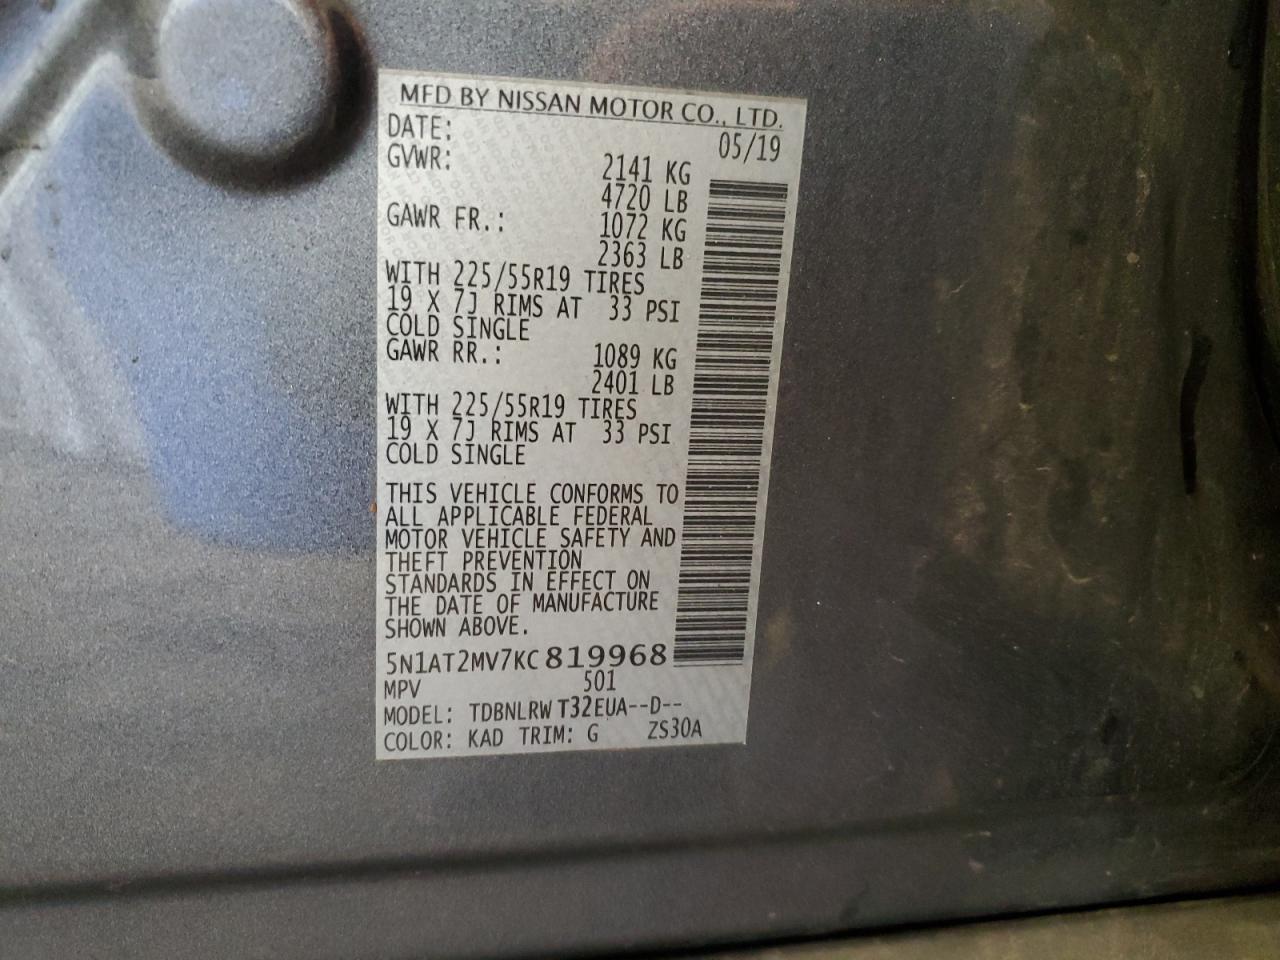 MFD BY NISSAN MOTOR CO., LTD.
DATE: 05/19
GVWR: 2141 KG
4720 LB
GAWR FR.: 1072 KG
2363 LB
WITH 225/55R19 TIRES
19 X 7J RIMS AT 33 PSI
COLD SINGLE
GAWR RR.: 1089 KG
2401 LB
WITH 225/55R19 TIRES
19 X 7J RIMS AT 33 PSI
COLD SINGLE
THIS VEHICLE CONFORMS TO
ALL APPLICABLE FEDERAL
MOTOR VEHICLE SAFETY AND
THEFT PREVENTION
STANDARDS IN EFFECT ON
THE DATE OF MANUFACTURE
SHOWN ABOVE.
5N1AT2MV7KC819968
MPV 501
MODEL: TDBNLRW T32EUA--D--
COLOR: KAD TRIM: G ZS30A